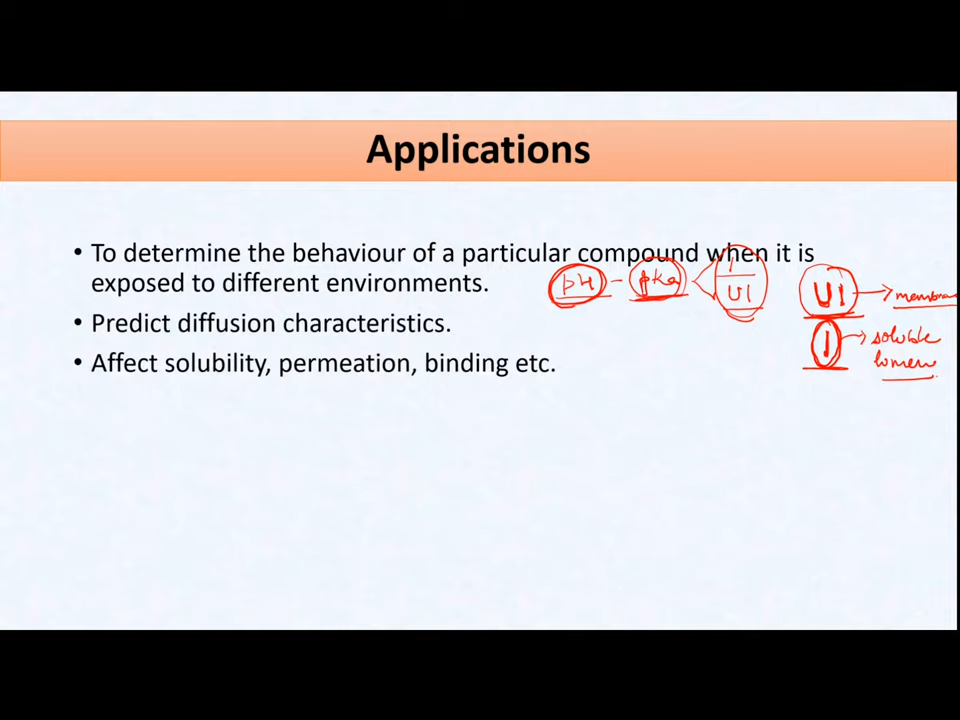 Applications
• To determine the behaviour of a particular compound when it is
exposed to different environments.
• Predict diffusion characteristics.
• Affect solubility, permeation, binding etc.
pH - pKa
I
UI
UI → membra
I → soluble
lumen